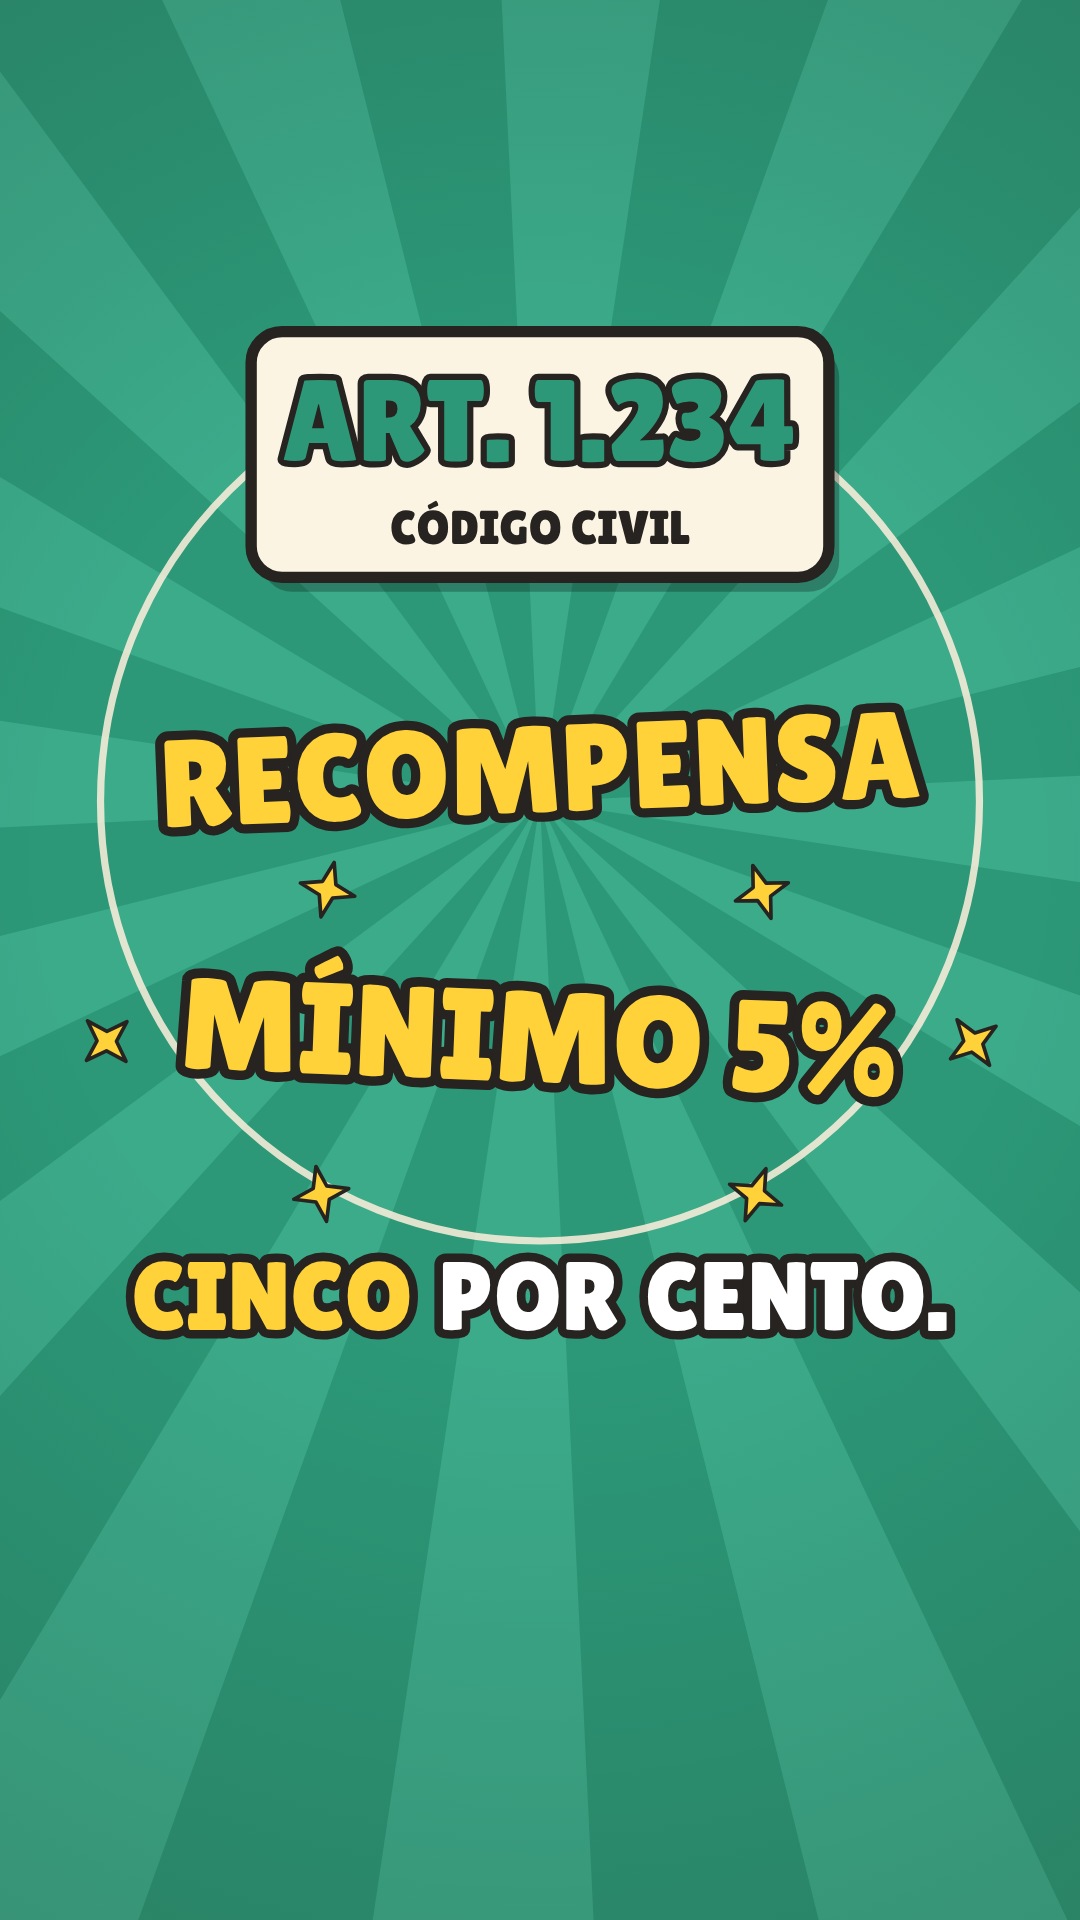 ART. 1.234
CÓDIGO CIVIL
RECOMPENSA
MÍNIMO 5%
CINCO POR CENTO.